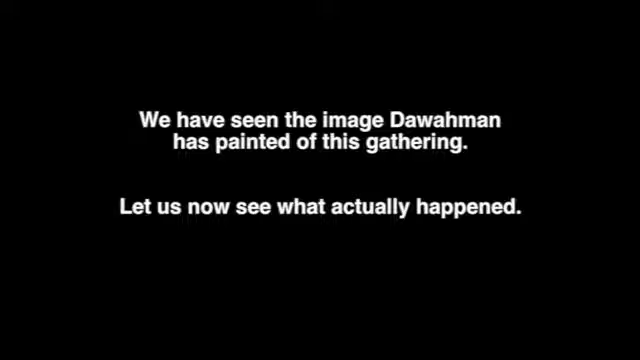 We have seen the image Dawahman
has painted of this gathering.
Let us now see what actually happened.